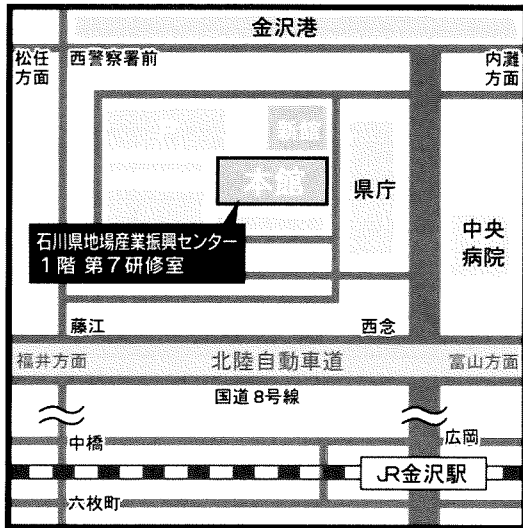 金沢港
松任
方面
西警察署前
内灘
方面
新館
本館
県庁
中央
病院
石川県地場産業振興センター
1階 第7研修室
藤江
西念
福井方面
北陸自動車道
富山方面
国道8号線
中橋
広岡
JR金沢駅
六枚町